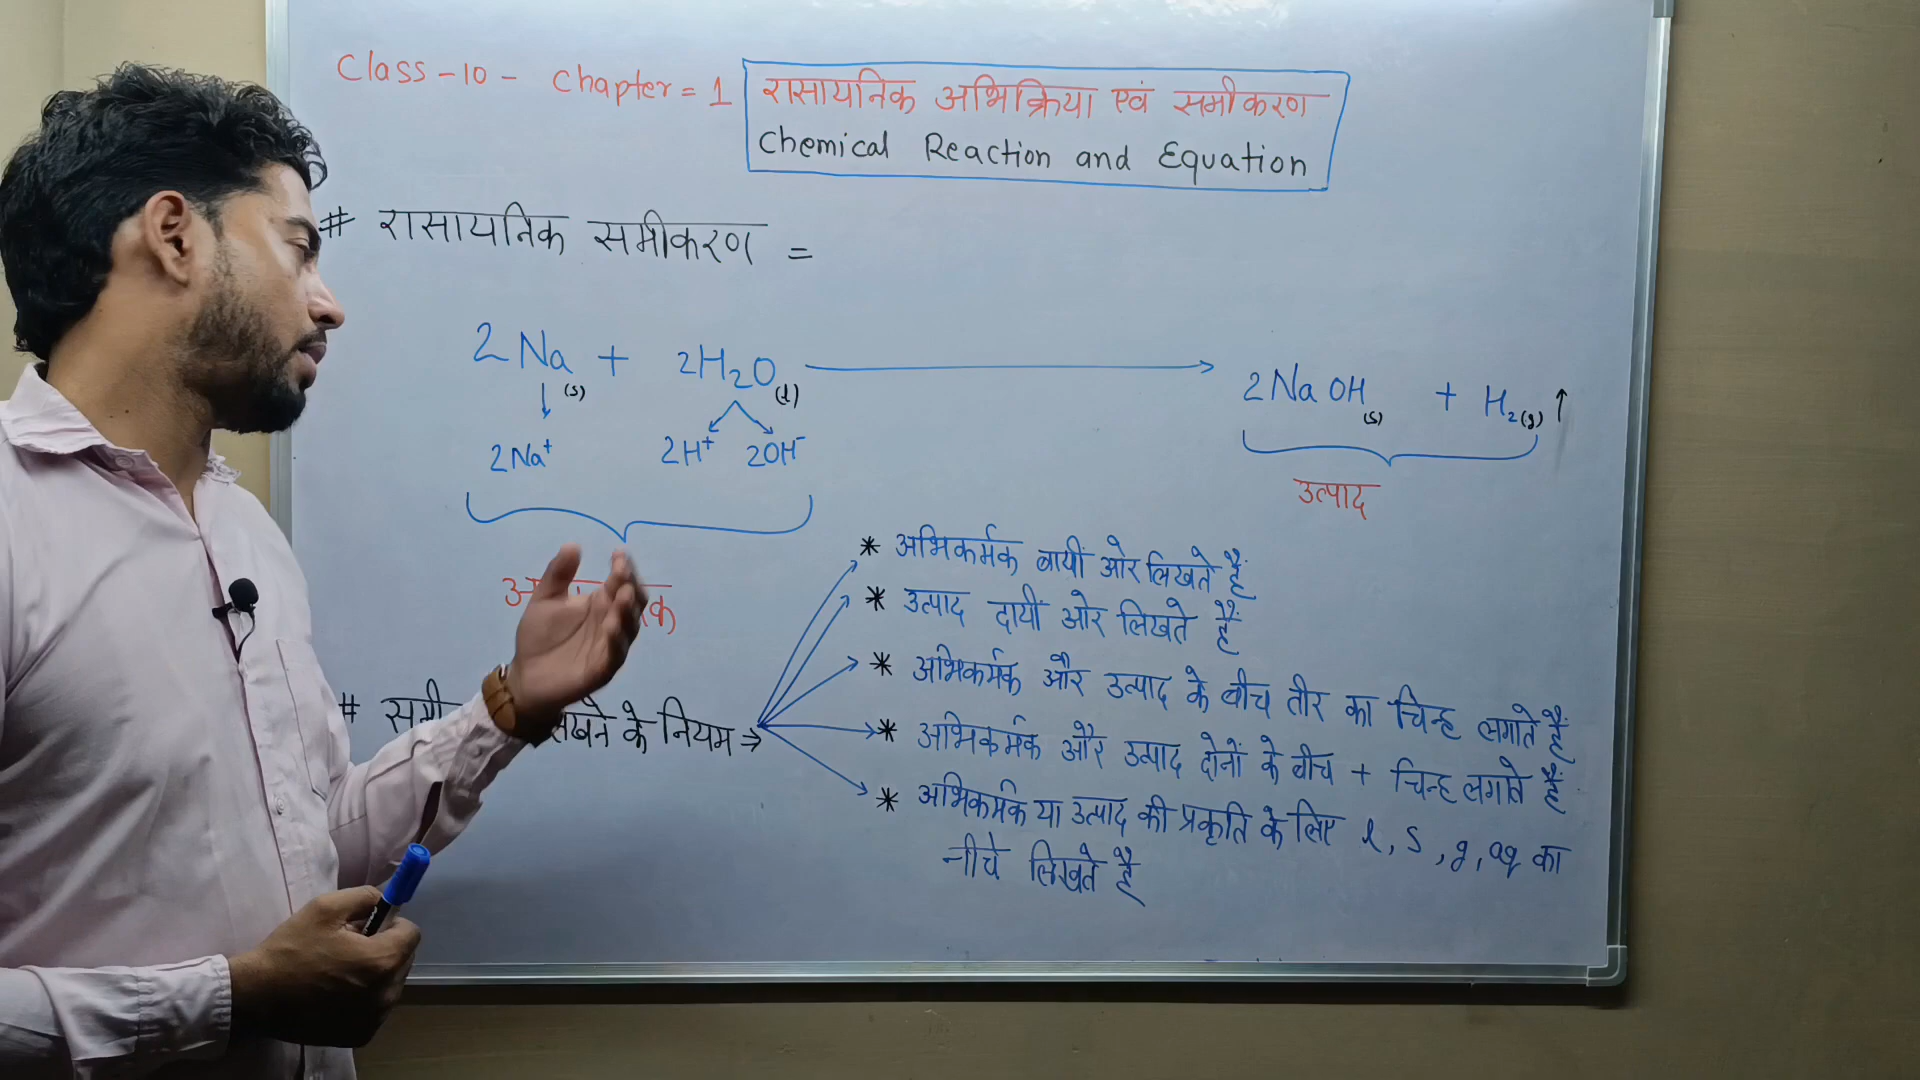 Class - 10 - Chapter = 1 रासायनिक अभिक्रिया एवं समीकरण
Chemical Reaction and Equation
# रासायनिक समीकरण =
2Na(s) + 2H2O(l) → 2NaOH(s) + H2(g) ↑
2Na+ 2H+ 2OH-
उत्पाद
* अभिकर्मक बायीं ओर लिखते हैं
* उत्पाद दायीं ओर लिखते हैं
* अभिकर्मक और उत्पाद के बीच तीर का चिन्ह लगाते हैं
# लिखने के नियम ⇒
* अभिकर्मक और उत्पाद दोनों के बीच + चिन्ह लगाते हैं
* अभिकर्मक या उत्पाद की प्रकृति के लिए l, s, g, aq का
नीचे लिखते है